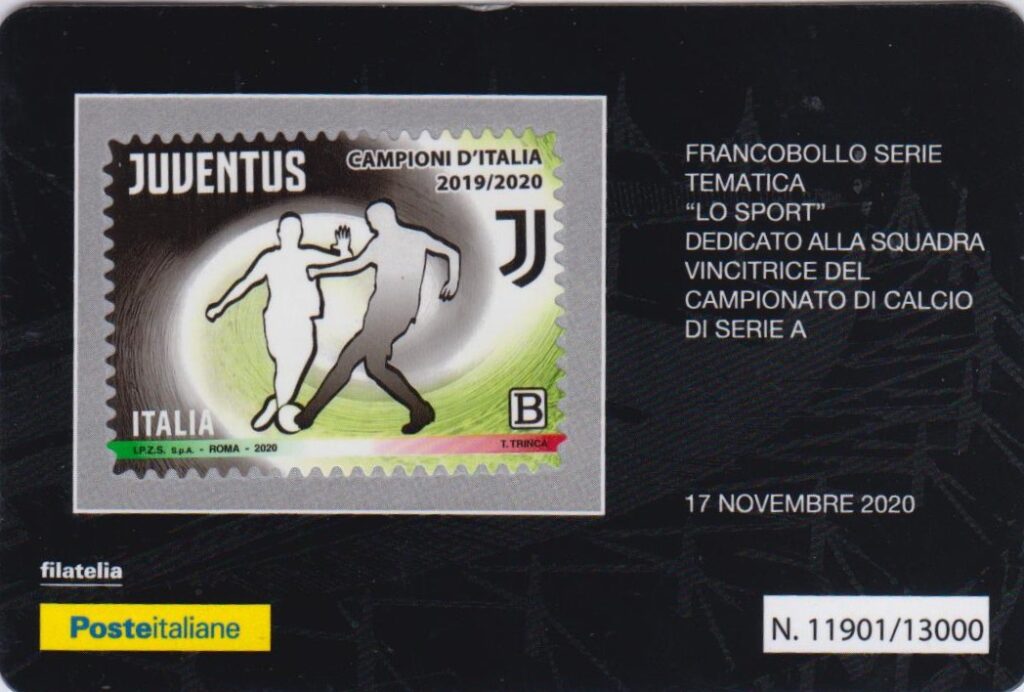 JUVENTUS
CAMPIONI D'ITALIA
2019/2020
J
ITALIA
B
I.P.Z.S. S.p.A. - ROMA - 2020
T. TRINCA
FRANCOBOLLO SERIE
TEMATICA
“LO SPORT”
DEDICATO ALLA SQUADRA
VINCITRICE DEL
CAMPIONATO DI CALCIO
DI SERIE A
17 NOVEMBRE 2020
filatelia
Posteitaliane
N. 11901/13000